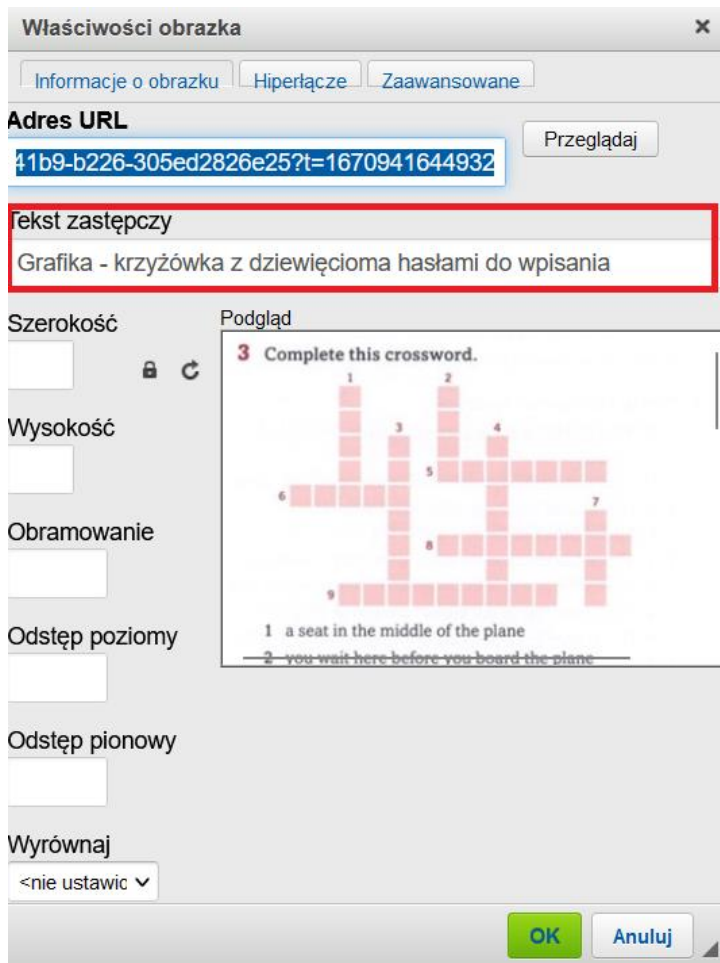 Właściwości obrazka ×
Informacje o obrazku Hiperłącze Zaawansowane
Adres URL
41b9-b226-305ed2826e25?t=1670941644932 Przeglądaj
Tekst zastępczy
Grafika - krzyżówka z dziewięcioma hasłami do wpisania
Szerokość
Wysokość
Obramowanie
Odstęp poziomy
Odstęp pionowy
Wyrównaj
<nie ustawic
Podgląd
3 Complete this crossword.
1 2
3 4
5
6
7
8
9
1 a seat in the middle of the plane
2 you wait here before you board the plane
OK Anuluj